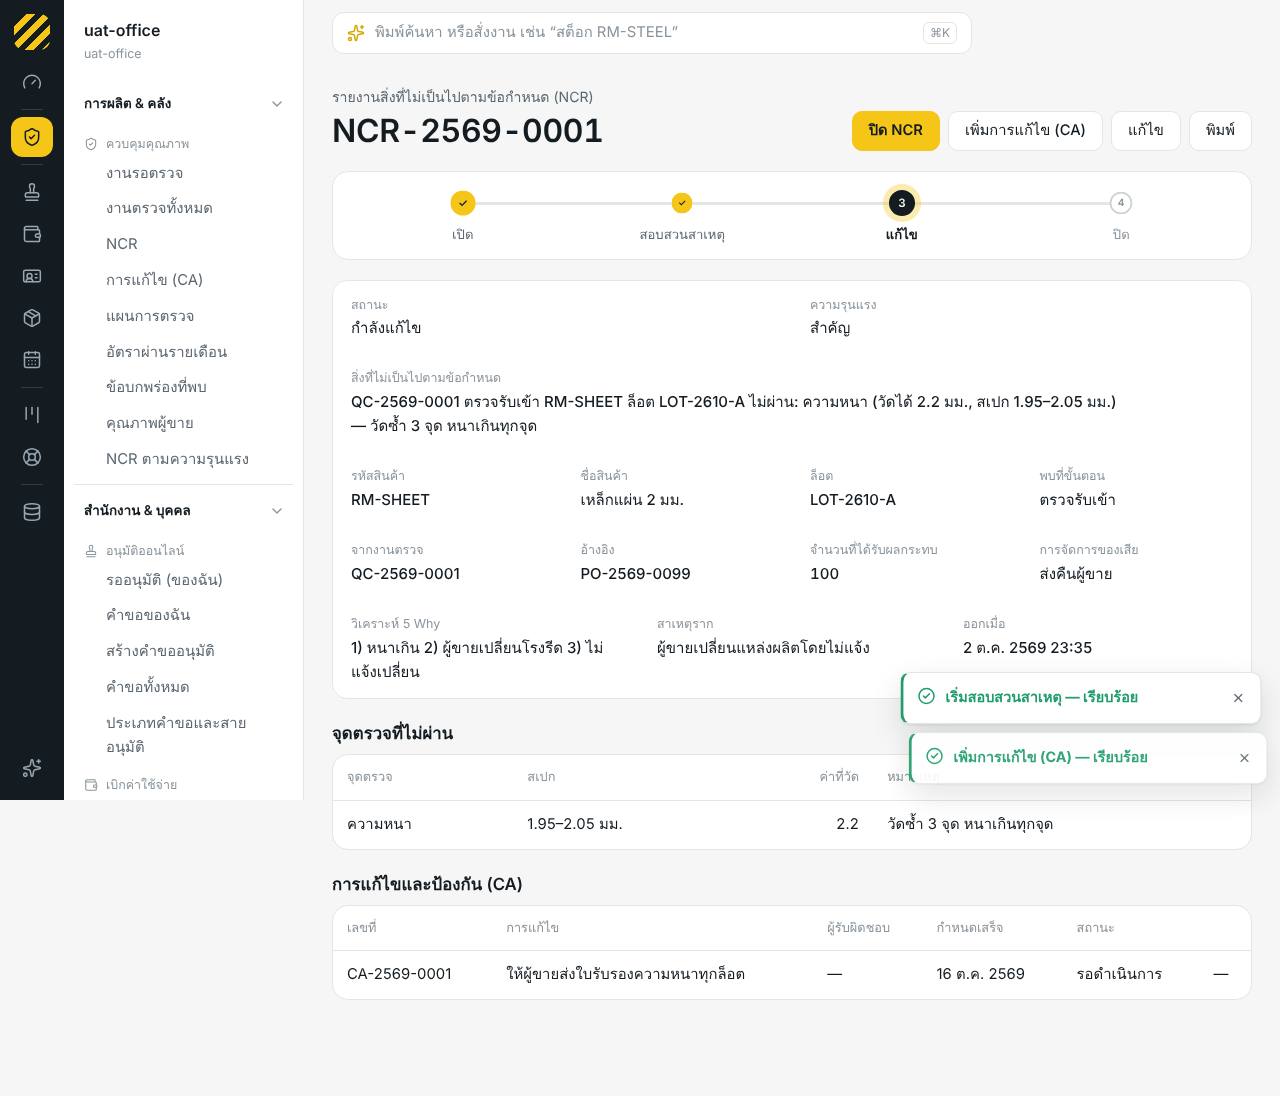 uat-office
uat-office
การผลิต & คลัง
ควบคุมคุณภาพ
งานรอตรวจ
งานตรวจทั้งหมด
NCR
การแก้ไข (CA)
แผนการตรวจ
อัตราผ่านรายเดือน
ข้อบกพร่องที่พบ
คุณภาพผู้ขาย
NCR ตามความรุนแรง
สำนักงาน & บุคคล
อนุมัติออนไลน์
รออนุมัติ (ของฉัน)
คำขอของฉัน
สร้างคำขออนุมัติ
คำขอทั้งหมด
ประเภทคำขอและสาย
อนุมัติ
เบิกค่าใช้จ่าย
พิมพ์ค้นหา หรือสั่งงาน เช่น “สต็อก RM-STEEL” ⌘K
รายงานสิ่งที่ไม่เป็นไปตามข้อกำหนด (NCR)
NCR-2569-0001
ปิด NCR เพิ่มการแก้ไข (CA) แก้ไข พิมพ์
3 4
เปิด สอบสวนสาเหตุ แก้ไข ปิด
สถานะ ความรุนแรง
กำลังแก้ไข สำคัญ
สิ่งที่ไม่เป็นไปตามข้อกำหนด
QC-2569-0001 ตรวจรับเข้า RM-SHEET ล็อต LOT-2610-A ไม่ผ่าน: ความหนา (วัดได้ 2.2 มม., สเปก 1.95–2.05 มม.)
— วัดซ้ำ 3 จุด หนาเกินทุกจุด
รหัสสินค้า ชื่อสินค้า ล็อต พบที่ขั้นตอน
RM-SHEET เหล็กแผ่น 2 มม. LOT-2610-A ตรวจรับเข้า
จากงานตรวจ อ้างอิง จำนวนที่ได้รับผลกระทบ การจัดการของเสีย
QC-2569-0001 PO-2569-0099 100 ส่งคืนผู้ขาย
วิเคราะห์ 5 Why สาเหตุราก ออกเมื่อ
1) หนาเกิน 2) ผู้ขายเปลี่ยนโรงรีด 3) ไม่ ผู้ขายเปลี่ยนแหล่งผลิตโดยไม่แจ้ง 2 ต.ค. 2569 23:35
แจ้งเปลี่ยน
เริ่มสอบสวนสาเหตุ — เรียบร้อย
เพิ่มการแก้ไข (CA) — เรียบร้อย
จุดตรวจที่ไม่ผ่าน
จุดตรวจ สเปก ค่าที่วัด หมายเหตุ
ความหนา 1.95–2.05 มม. 2.2 วัดซ้ำ 3 จุด หนาเกินทุกจุด
การแก้ไขและป้องกัน (CA)
เลขที่ การแก้ไข ผู้รับผิดชอบ กำหนดเสร็จ สถานะ
CA-2569-0001 ให้ผู้ขายส่งใบรับรองความหนาทุกล็อต — 16 ต.ค. 2569 รอดำเนินการ —